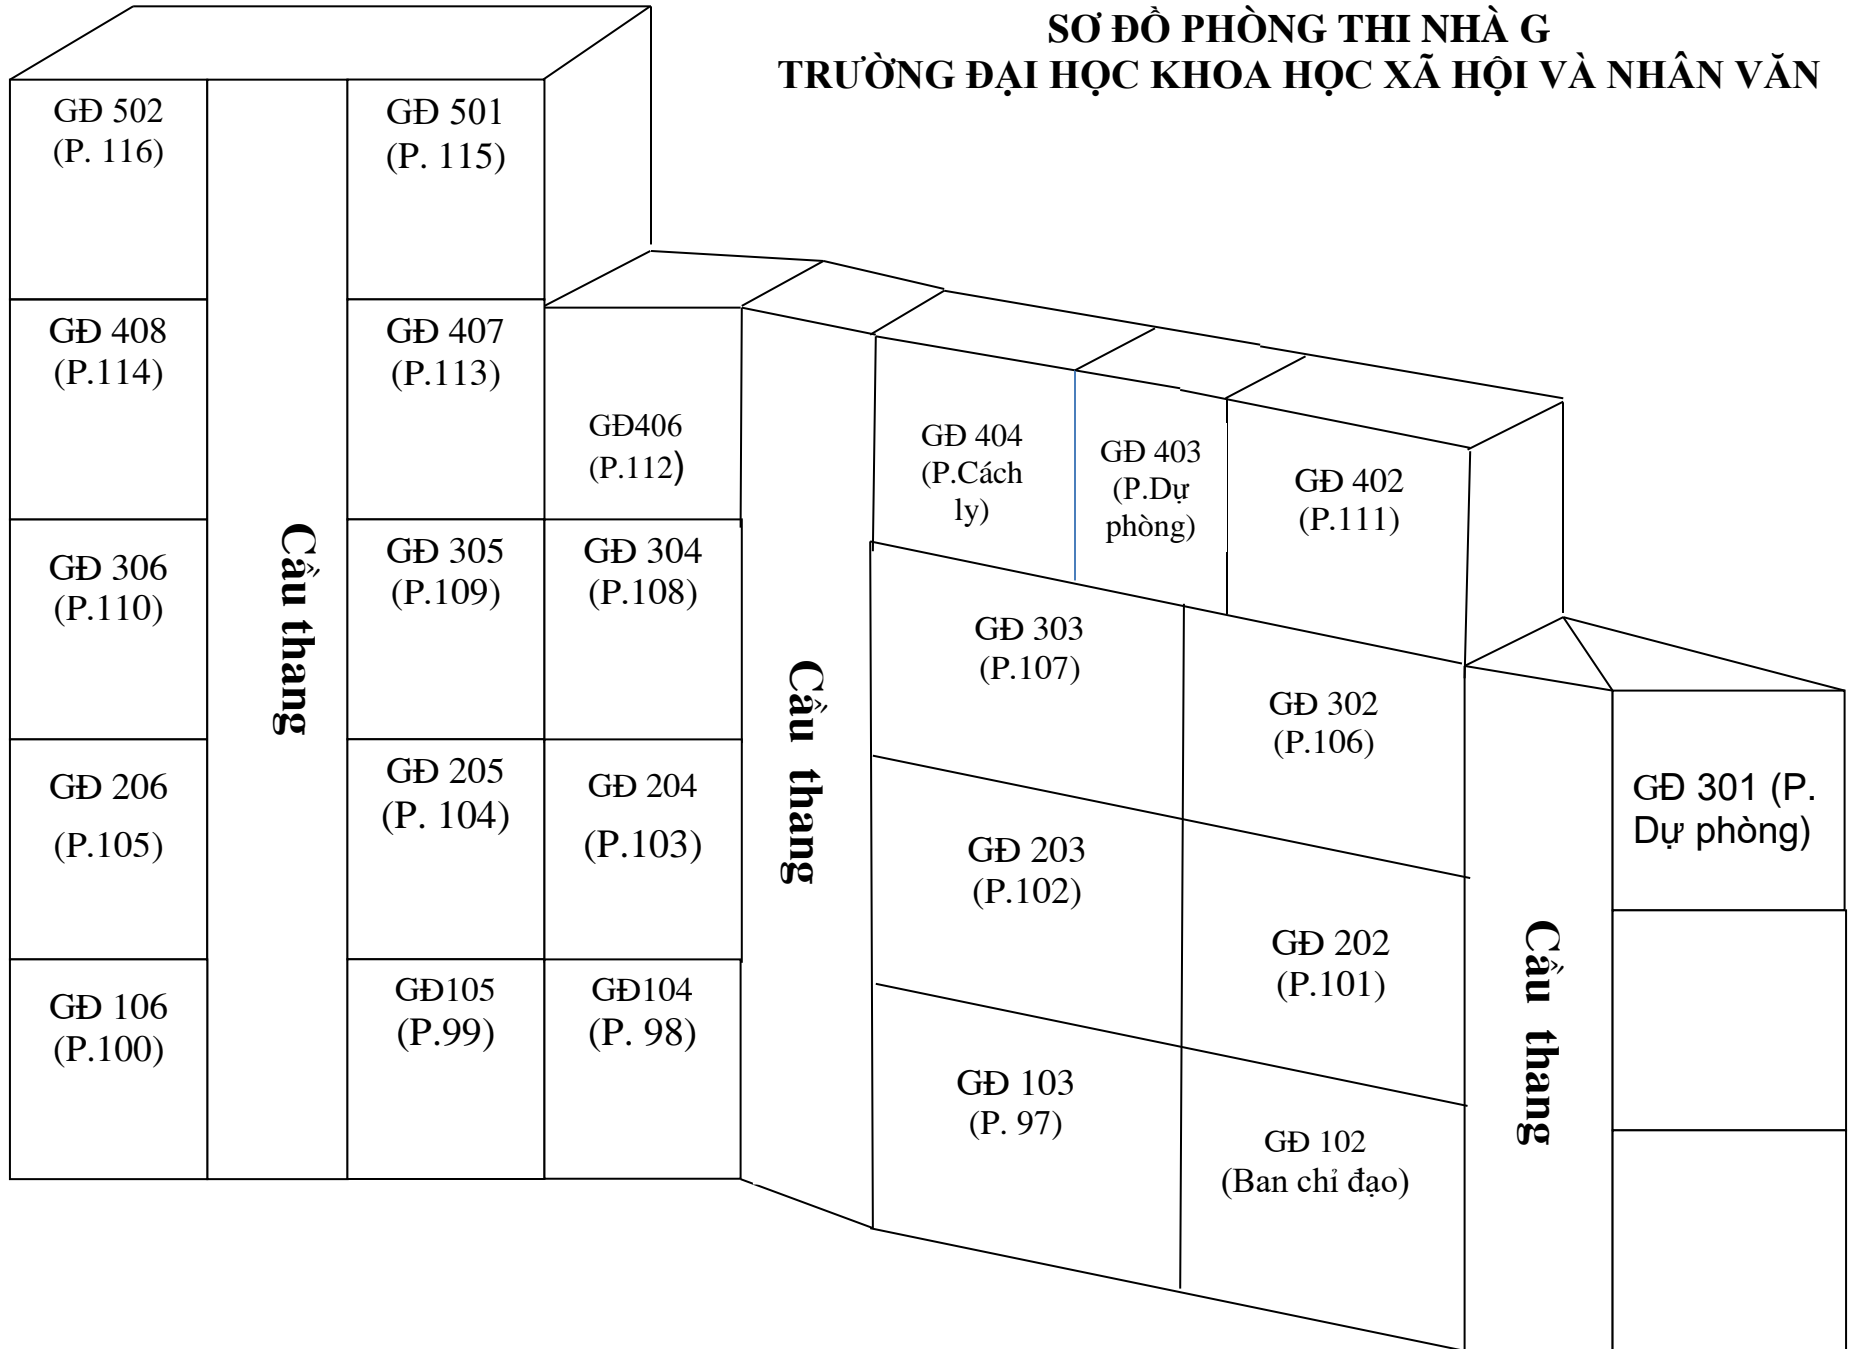 SƠ ĐỒ PHÒNG THI NHÀ G
TRƯỜNG ĐẠI HỌC KHOA HỌC XÃ HỘI VÀ NHÂN VĂN
GĐ 502
(P. 116)
GĐ 501
(P. 115)
GĐ 408
(P.114)
GĐ 407
(P.113)
GĐ406
(P.112)
GĐ 404
(P.Cách
ly)
GĐ 403
(P.Dự
phòng)
GĐ 402
(P.111)
GĐ 306
(P.110)
Cầu thang
GĐ 305
(P.109)
GĐ 304
(P.108)
Cầu thang
GĐ 303
(P.107)
GĐ 302
(P.106)
GĐ 301 (P.
Dự phòng)
GĐ 206
(P.105)
GĐ 205
(P. 104)
GĐ 204
(P.103)
GĐ 203
(P.102)
GĐ 202
(P.101)
Cầu thang
GĐ 106
(P.100)
GĐ105
(P.99)
GĐ104
(P. 98)
GĐ 103
(P. 97)
GĐ 102
(Ban chỉ đạo)